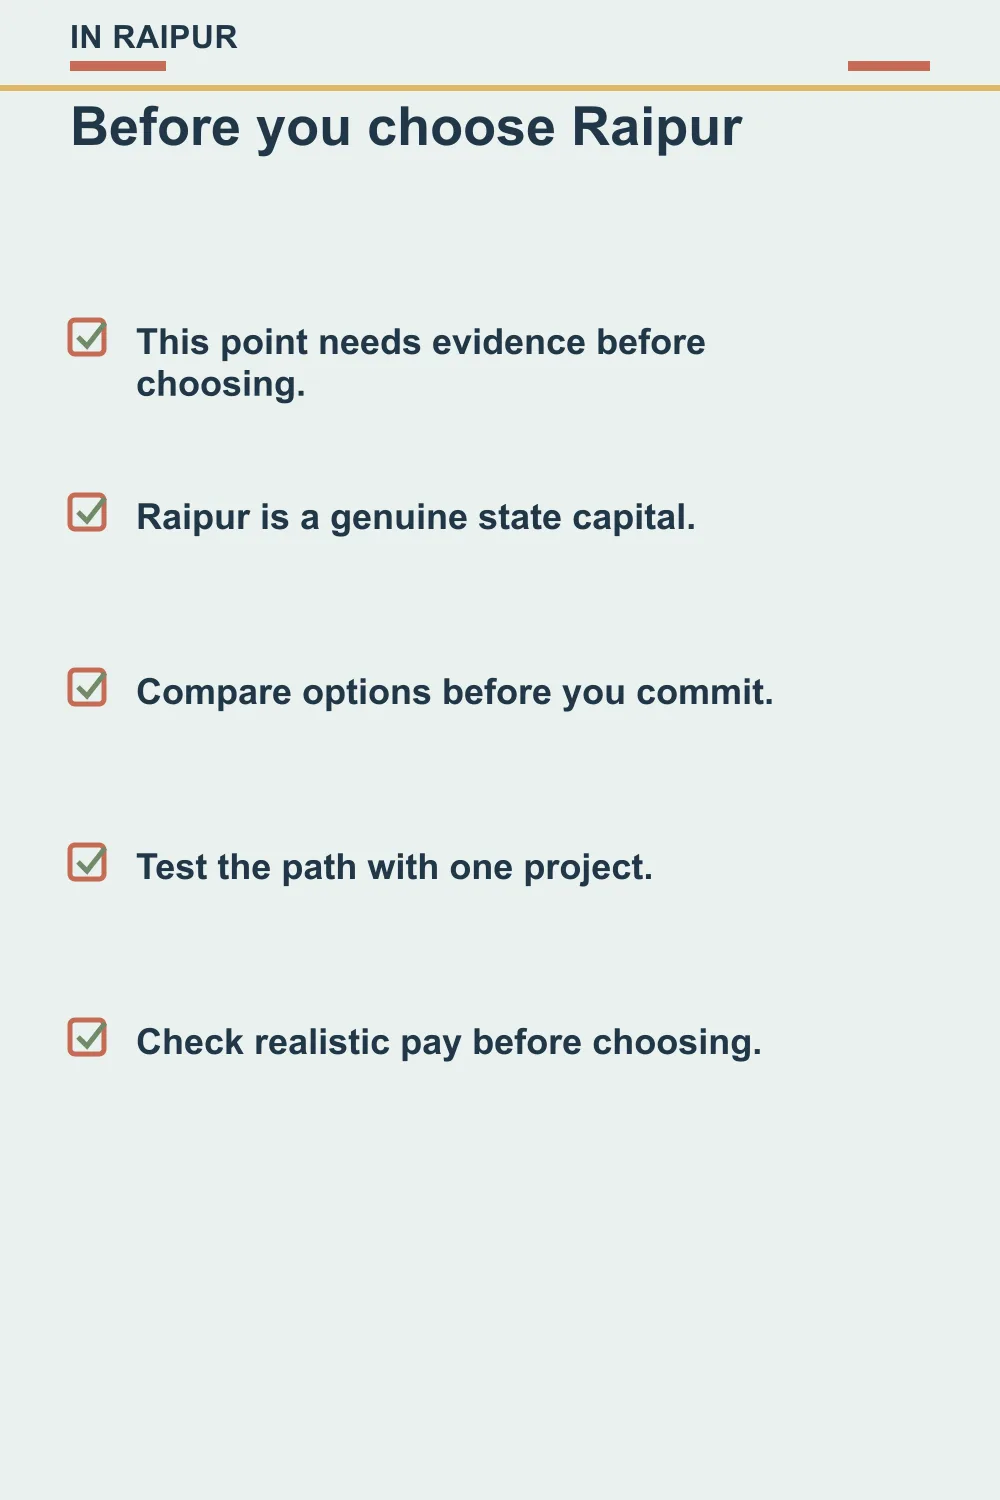 IN RAIPUR
Before you choose Raipur
This point needs evidence before
choosing.
Raipur is a genuine state capital.
Compare options before you commit.
Test the path with one project.
Check realistic pay before choosing.